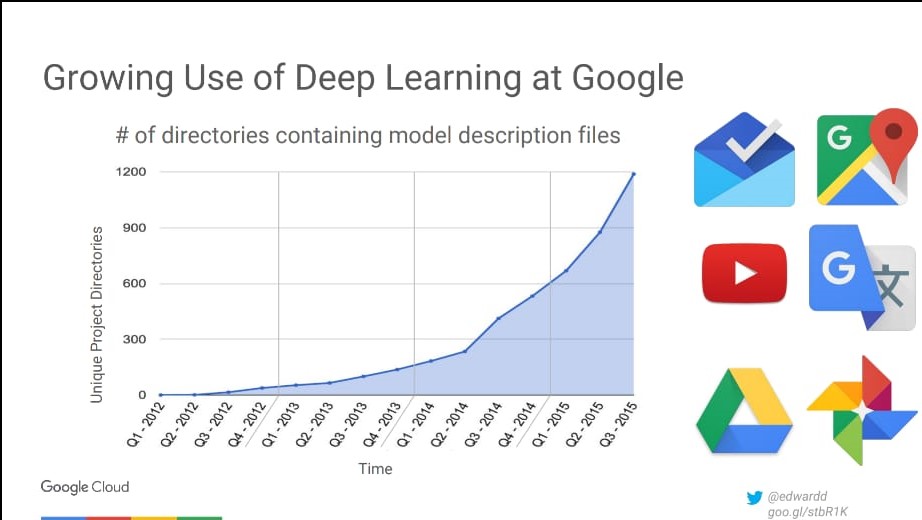 Growing Use of Deep Learning at Google
# of directories containing model description files
1200
900
600
300
0
Unique Project Directories
Q1 - 2012
Q2 - 2012
Q3 - 2012
Q4 - 2012
Q1 - 2013
Q2 - 2013
Q3 - 2013
Q4 - 2013
Q1 - 2014
Q2 - 2014
Q3 - 2014
Q4 - 2014
Q1 - 2015
Q2 - 2015
Q3 - 2015
Time
G
G
文
Google Cloud
@edwardd
goo.gl/stbR1K